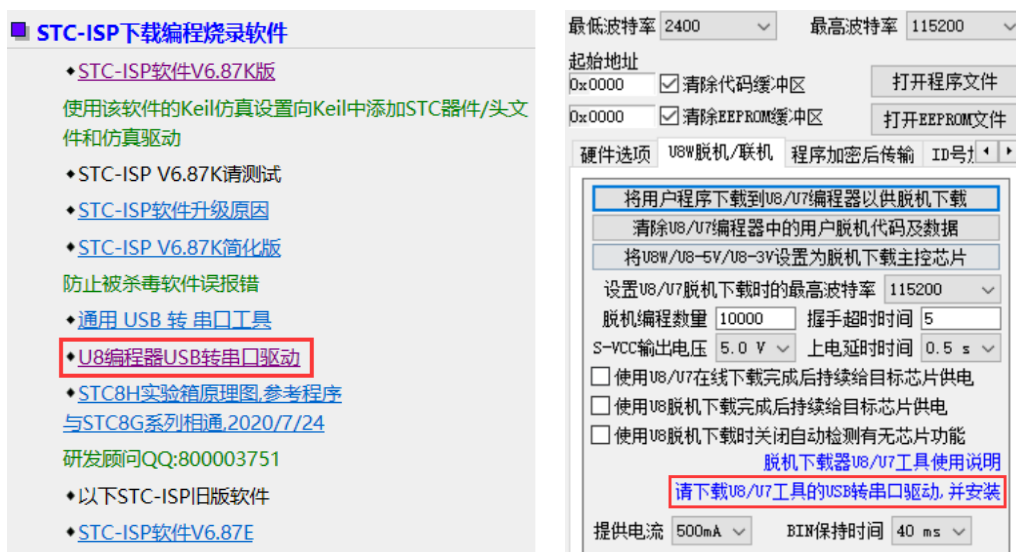 STC-ISP下载编程烧录软件
STC-ISP软件V6.87K版
使用该软件的Keil仿真设置向Keil中添加STC器件/头文
件和仿真驱动
STC-ISP V6.87K请测试
STC-ISP软件升级原因
STC-ISP V6.87K简化版
防止被杀毒软件误报错
通用 USB 转 串口工具
U8编程器USB转串口驱动
STC8H实验箱原理图,参考程序
与STC8G系列相通,2020/7/24
研发顾问QQ:800003751
以下STC-ISP旧版软件
STC-ISP软件V6.87E
最低波特率 2400 最高波特率 115200
起始地址
0x0000 清除代码缓冲区 打开程序文件
0x0000 清除EEPROM缓冲区 打开EEPROM文件
硬件选项 U8W脱机/联机 程序加密后传输 ID号
将用户程序下载到U8/U7编程器以供脱机下载
清除U8/U7编程器中的用户脱机代码及数据
将U8W/U8-5V/U8-3V设置为脱机下载主控芯片
设置U8/U7脱机下载时的最高波特率 115200
脱机编程数量 10000 握手超时时间 5
S-VCC输出电压 5.0 V 上电延时时间 0.5 s
使用U8/U7在线下载完成后持续给目标芯片供电
使用U8脱机下载完成后持续给目标芯片供电
使用U8脱机下载时关闭自动检测有无芯片功能
脱机下载器U8/U7工具使用说明
请下载U8/U7工具的USB转串口驱动,并安装
提供电流 500mA BIN保持时间 40 ms